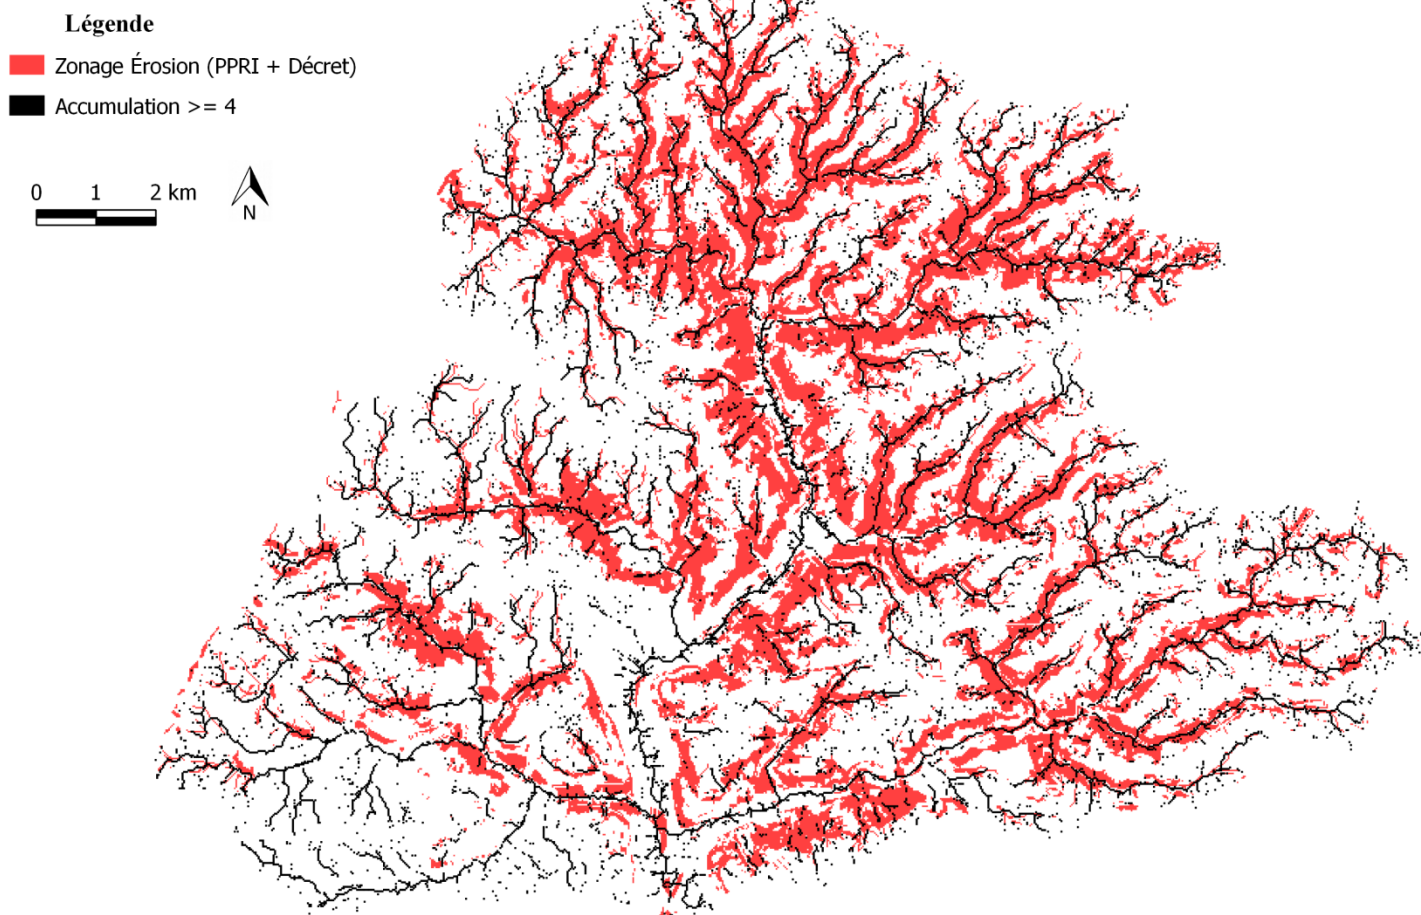 Légende
Zonage Érosion (PPRI + Décret)
Accumulation >= 4
0 1 2 km
N